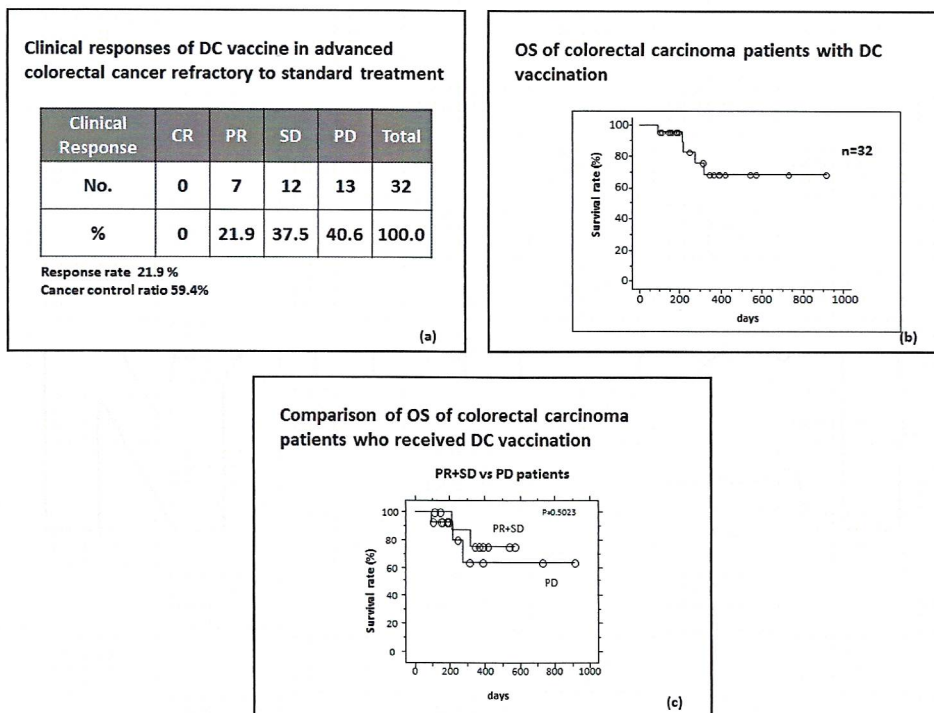 Clinical responses of DC vaccine in advanced
colorectal cancer refractory to standard treatment
Clinical Response CR PR SD PD Total
No. 0 7 12 13 32
% 0 21.9 37.5 40.6 100.0
Response rate 21.9 %
Cancer control ratio 59.4%
(a)
OS of colorectal carcinoma patients with DC
vaccination
n=32
Survival rate (%)
100
80
60
40
20
0
0 200 400 600 800 1000
days
(b)
Comparison of OS of colorectal carcinoma
patients who received DC vaccination
PR+SD vs PD patients
P=0.5023
PR+SD
PD
Survival rate (%)
100
80
60
40
20
0
0 200 400 600 800 1000
days
(c)